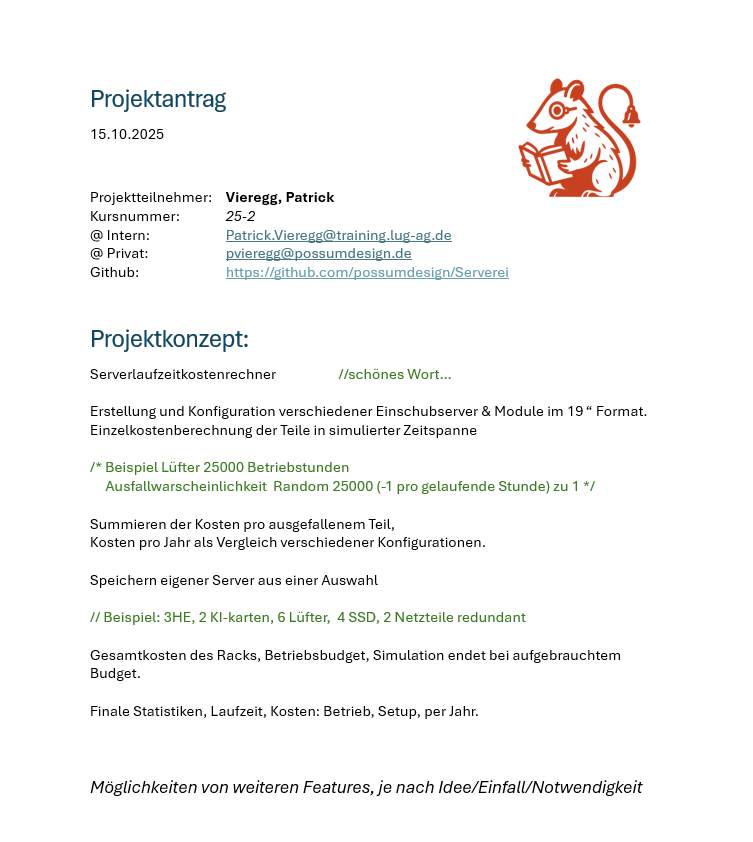 Projektantrag
15.10.2025
Projektteilnehmer: Vieregg, Patrick
Kursnummer: 25-2
@ Intern: Patrick.Vieregg@training.lug-ag.de
@ Privat: pvieregg@possumdesign.de
Github: https://github.com/possumdesign/Serverei
Projektkonzept:
Serverlaufzeitkostenrechner //schönes Wort...
Erstellung und Konfiguration verschiedener Einschubserver & Module im 19 “ Format.
Einzelkostenberechnung der Teile in simulierter Zeitspanne
/* Beispiel Lüfter 25000 Betriebstunden
Ausfallwarscheinlichkeit Random 25000 (-1 pro gelaufende Stunde) zu 1 */
Summieren der Kosten pro ausgefallenem Teil,
Kosten pro Jahr als Vergleich verschiedener Konfigurationen.
Speichern eigener Server aus einer Auswahl
// Beispiel: 3HE, 2 KI-karten, 6 Lüfter, 4 SSD, 2 Netzteile redundant
Gesamtkosten des Racks, Betriebsbudget, Simulation endet bei aufgebrauchtem
Budget.
Finale Statistiken, Laufzeit, Kosten: Betrieb, Setup, per Jahr.
Möglichkeiten von weiteren Features, je nach Idee/Einfall/Notwendigkeit